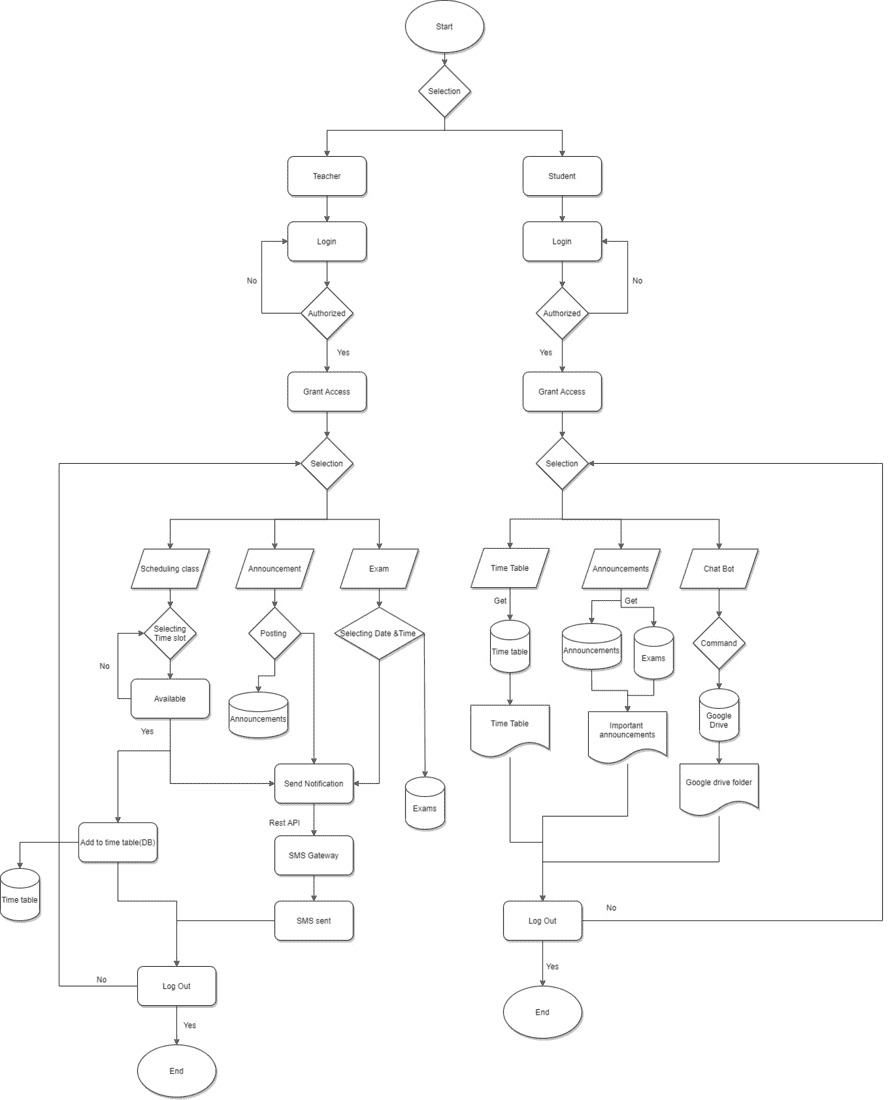 Start
Selection
Teacher
Student
Login
Login
No
No
Authorized
Authorized
Yes
Yes
Grant Access
Grant Access
Selection
Selection
Scheduling class
Announcement
Exam
Time Table
Announcements
Chat Bot
Get
Get
Selecting
Time slot
Posting
Selecting Date &Time
Time table
Announcements
Exams
Command
No
Available
Announcements
Google
Drive
Yes
Time Table
Important
announcements
Send Notification
Google drive folder
Exams
Rest API
Add to time table(DB)
SMS Gateway
Time table
SMS sent
Log Out
No
No
Log Out
Yes
Yes
End
End